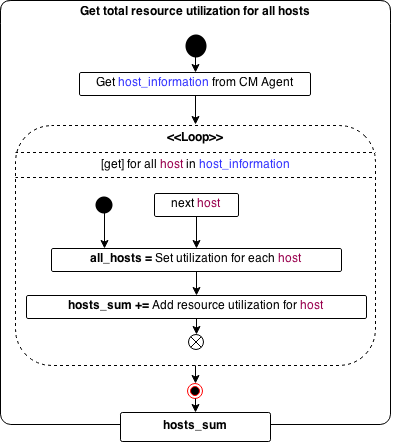 Get total resource utilization for all hosts
Get host_information from CM Agent
<<Loop>>
[get] for all host in host_information
next host
all_hosts = Set utilization for each host
hosts_sum += Add resource utilization for host
hosts_sum